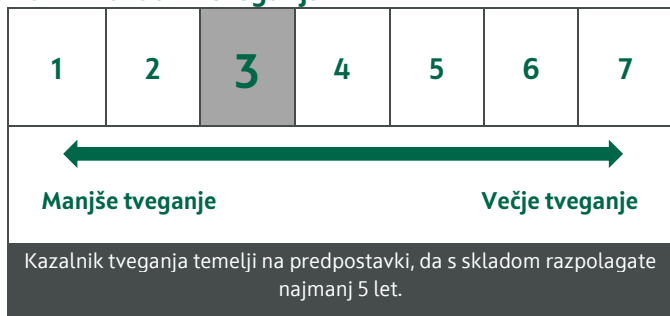 1 2 3 4 5 6 7
Manjše tveganje Večje tveganje
Kazalnik tveganja temelji na predpostavki, da s skladom razpolagate
najmanj 5 let.